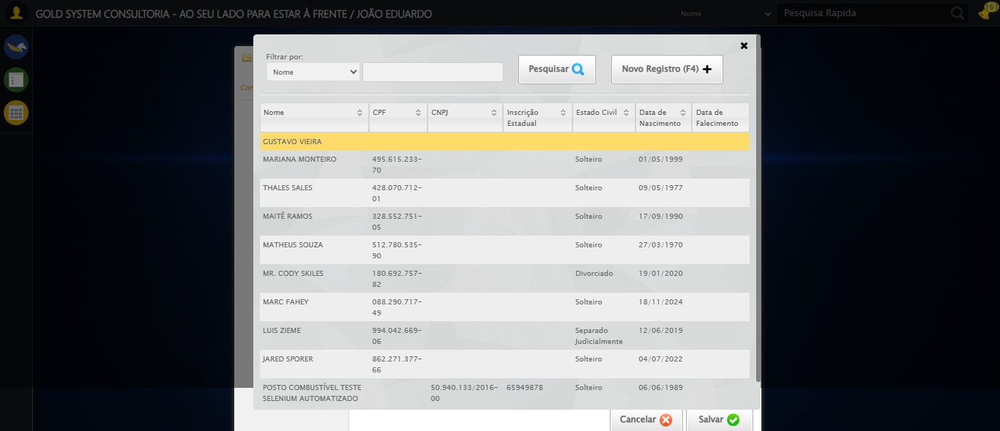 GOLD SYSTEM CONSULTORIA - AO SEU LADO PARA ESTAR À FRENTE / JOÃO EDUARDO
Nome
Pesquisa Rapida
161
Filtrar por:
Nome
Pesquisar
Novo Registro (F4)
Con
Nome
CPF
CNPJ
Inscrição
Estadual
Estado Civil
Data de
Nascimento
Data de
Falecimento
GUSTAVO VIEIRA
MARIANA MONTEIRO 495.615.233- Solteiro 01/05/1999
70
THALES SALES 428.070.712- Solteiro 09/05/1977
01
MAITÊ RAMOS 328.552.751- Solteiro 17/09/1990
05
MATHEUS SOUZA 512.780.535- Solteiro 27/03/1970
90
MR. CODY SKILES 180.692.757- Divorciado 19/01/2020
82
MARC FAHEY 088.290.717- Solteiro 18/11/2024
49
LUIS ZIEME 994.042.669- Separado 12/06/2019
06 Judicialmente
JARED SPORER 862.271.377- Solteiro 04/07/2022
66
POSTO COMBUSTÍVEL TESTE 50.940.133/2016- 65949878 Solteiro 06/06/1989
SELENIUM AUTOMATIZADO 00
Cancelar
Salvar